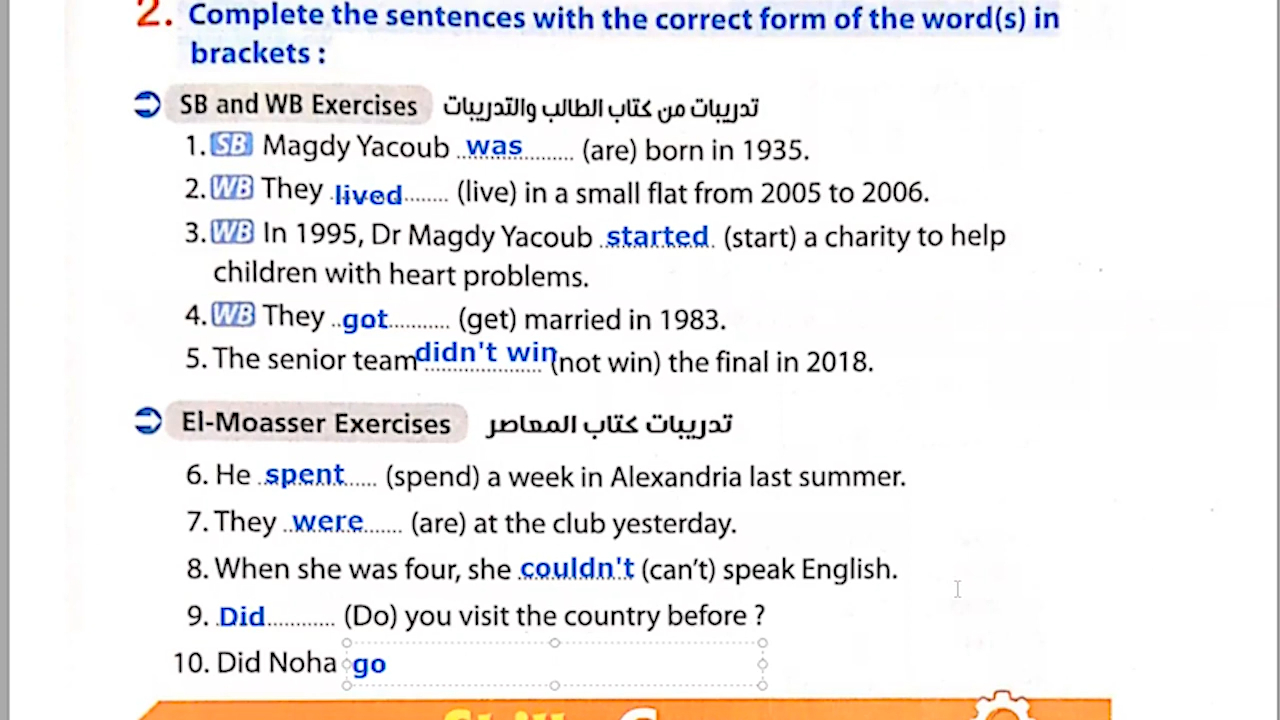 2. Complete the sentences with the correct form of the word(s) in
brackets :
SB and WB Exercises تدريبات من كتاب الطالب والتدريبات
1. SB Magdy Yacoub ..was.......... (are) born in 1935.
2. WB They .lived........ (live) in a small flat from 2005 to 2006.
3. WB In 1995, Dr Magdy Yacoub .started. (start) a charity to help
children with heart problems.
4. WB They ..got........... (get) married in 1983.
5. The senior team didn't win (not win) the final in 2018.
El-Moasser Exercises تدريبات كتاب المعاصر
6. He .spent...... (spend) a week in Alexandria last summer.
7. They ..were....... (are) at the club yesterday.
8. When she was four, she couldn't (can't) speak English.
9. .Did............ (Do) you visit the country before ?
10. Did Noha go